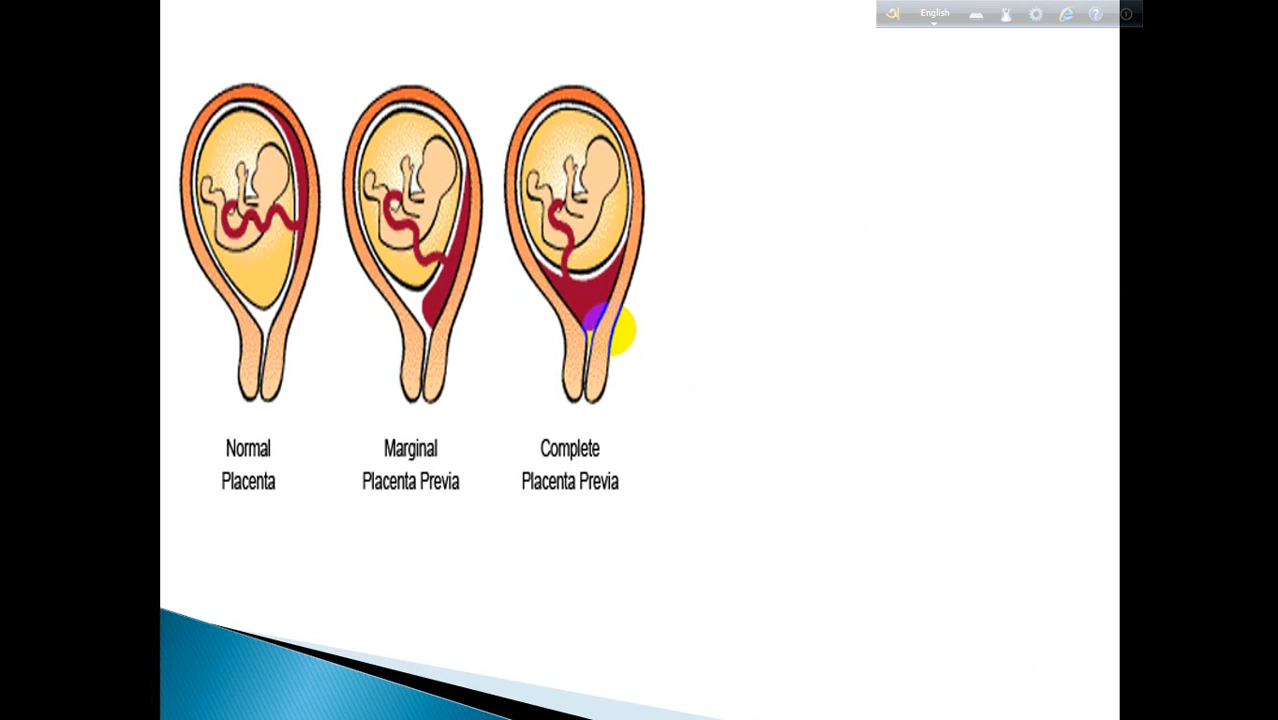 English
Normal
Placenta
Marginal
Placenta Previa
Complete
Placenta Previa